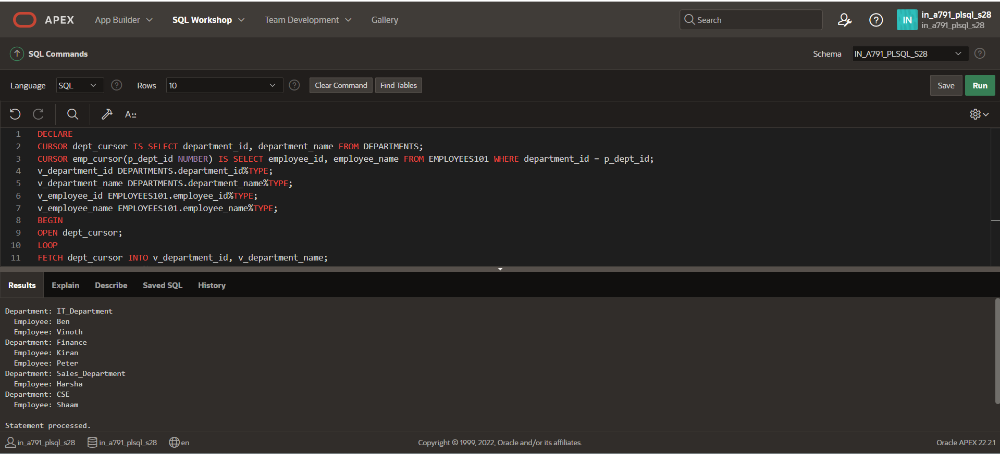 APEX App Builder SQL Workshop Team Development Gallery Search IN in_a791_plsql_s28
in_a791_plsql_s28
SQL Commands Schema IN_A791_PLSQL_S28
Language SQL Rows 10 Clear Command Find Tables Save Run
A::
1 DECLARE
2 CURSOR dept_cursor IS SELECT department_id, department_name FROM DEPARTMENTS;
3 CURSOR emp_cursor(p_dept_id NUMBER) IS SELECT employee_id, employee_name FROM EMPLOYEES101 WHERE department_id = p_dept_id;
4 v_department_id DEPARTMENTS.department_id%TYPE;
5 v_department_name DEPARTMENTS.department_name%TYPE;
6 v_employee_id EMPLOYEES101.employee_id%TYPE;
7 v_employee_name EMPLOYEES101.employee_name%TYPE;
8 BEGIN
9 OPEN dept_cursor;
10 LOOP
11 FETCH dept_cursor INTO v_department_id, v_department_name;
Results Explain Describe Saved SQL History
Department: IT_Department
Employee: Ben
Employee: Vinoth
Department: Finance
Employee: Kiran
Employee: Peter
Department: Sales_Department
Employee: Harsha
Department: CSE
Employee: Shaam
Statement processed.
in_a791_plsql_s28 in_a791_plsql_s28 en Copyright © 1999, 2022, Oracle and/or its affiliates. Oracle APEX 22.2.1